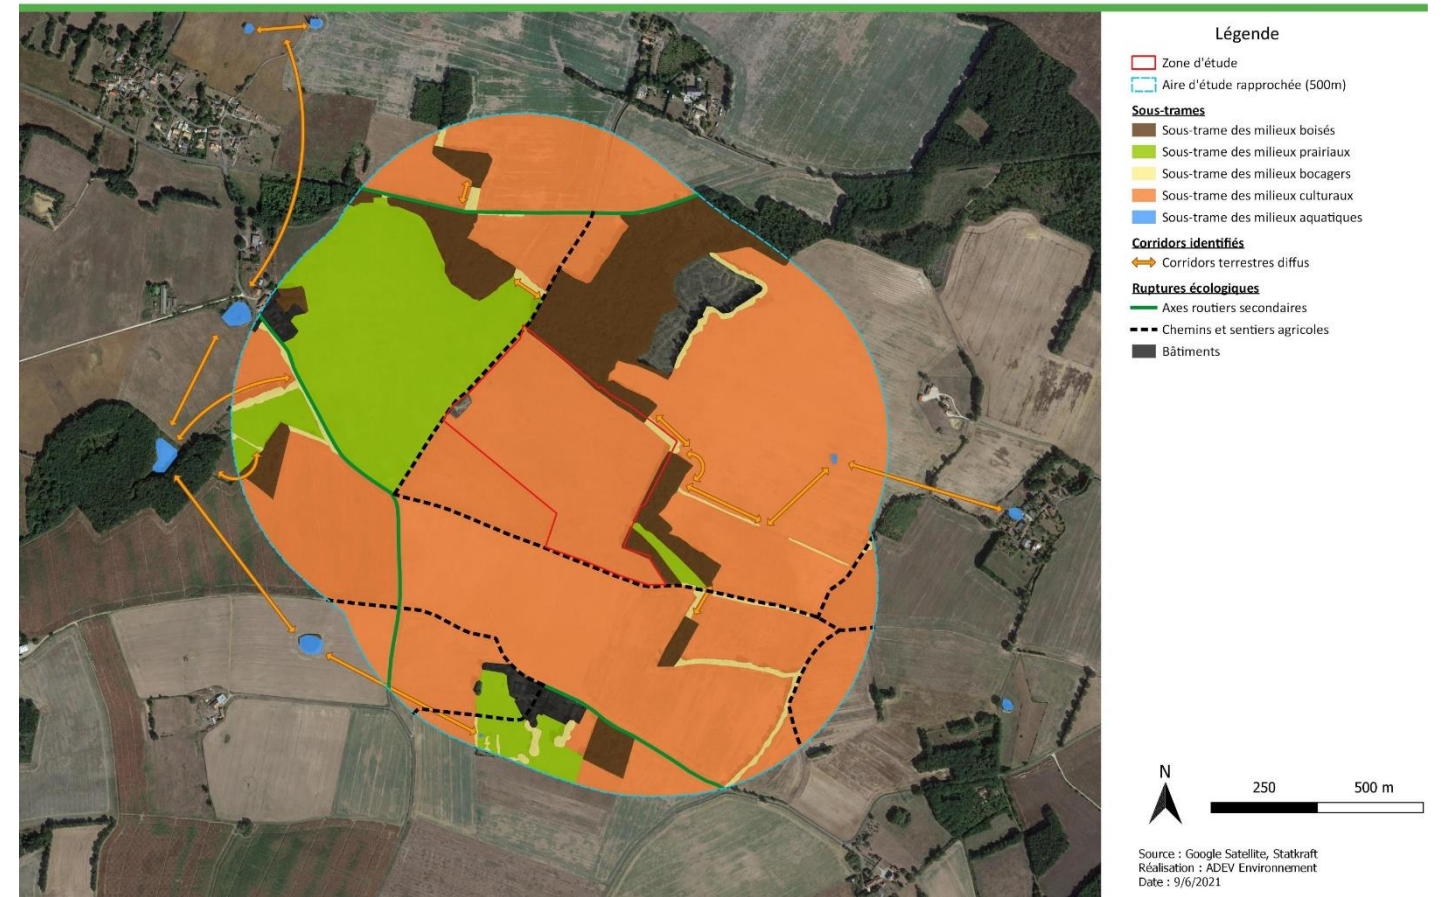 Légende
Zone d'étude
Aire d'étude rapprochée (500m)
Sous-trames
Sous-trame des milieux boisés
Sous-trame des milieux prairiaux
Sous-trame des milieux bocagers
Sous-trame des milieux culturaux
Sous-trame des milieux aquatiques
Corridors identifiés
Corridors terrestres diffus
Ruptures écologiques
Axes routiers secondaires
Chemins et sentiers agricoles
Bâtiments
N
250 500 m
Source : Google Satellite, Statkraft
Réalisation : ADEV Environnement
Date : 9/6/2021